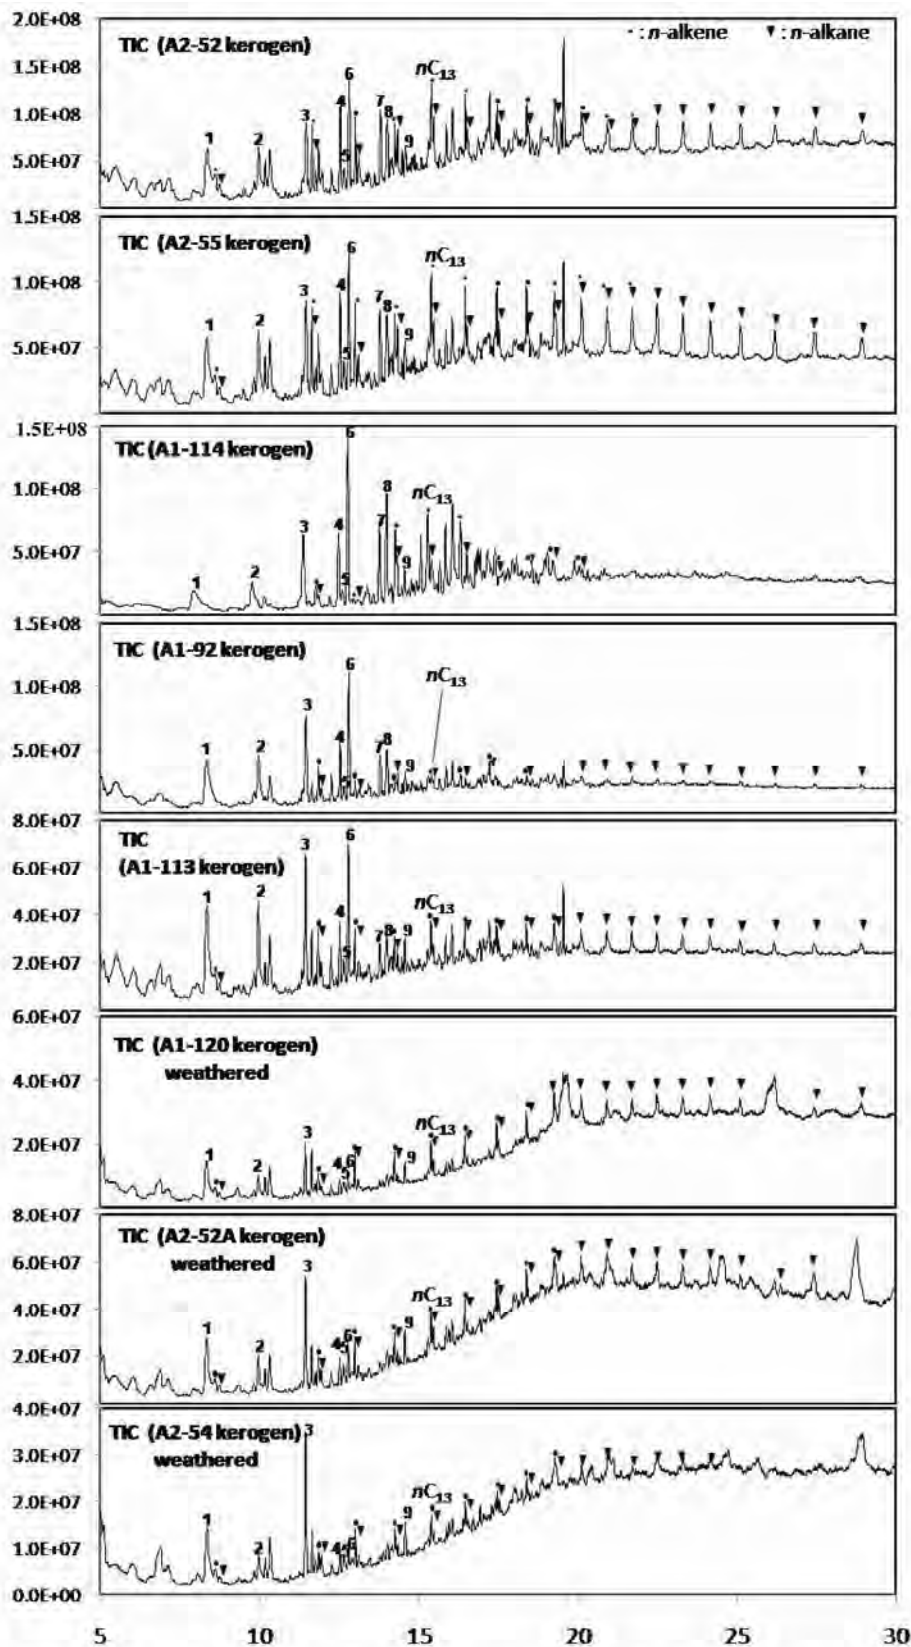 2.0E+08
1.5E+08
1.0E+08
5.0E+07
TIC (A2-52 kerogen)
· : n-alkene ▼ : n-alkane
1 2 3 4 5 6 7 8 9 nC13
1.5E+08
1.0E+08
5.0E+07
TIC (A2-55 kerogen)
1 2 3 4 5 6 7 8 9 nC13
1.5E+08
1.0E+08
5.0E+07
TIC (A1-114 kerogen)
1 2 3 4 5 6 7 8 9 nC13
1.5E+08
1.0E+08
5.0E+07
TIC (A1-92 kerogen)
1 2 3 4 5 6 7 8 9 nC13
8.0E+07
6.0E+07
4.0E+07
2.0E+07
TIC
(A1-113 kerogen)
1 2 3 4 5 6 7 8 9 nC13
6.0E+07
4.0E+07
2.0E+07
TIC (A1-120 kerogen)
weathered
1 2 3 4 5 6 9 nC13
8.0E+07
6.0E+07
4.0E+07
2.0E+07
TIC (A2-52A kerogen)
weathered
1 2 3 4 5 6 9 nC13
4.0E+07
3.0E+07
2.0E+07
1.0E+07
0.0E+00
TIC (A2-54 kerogen)
weathered
1 2 3 4 5 6 9 nC13
5 10 15 20 25 30